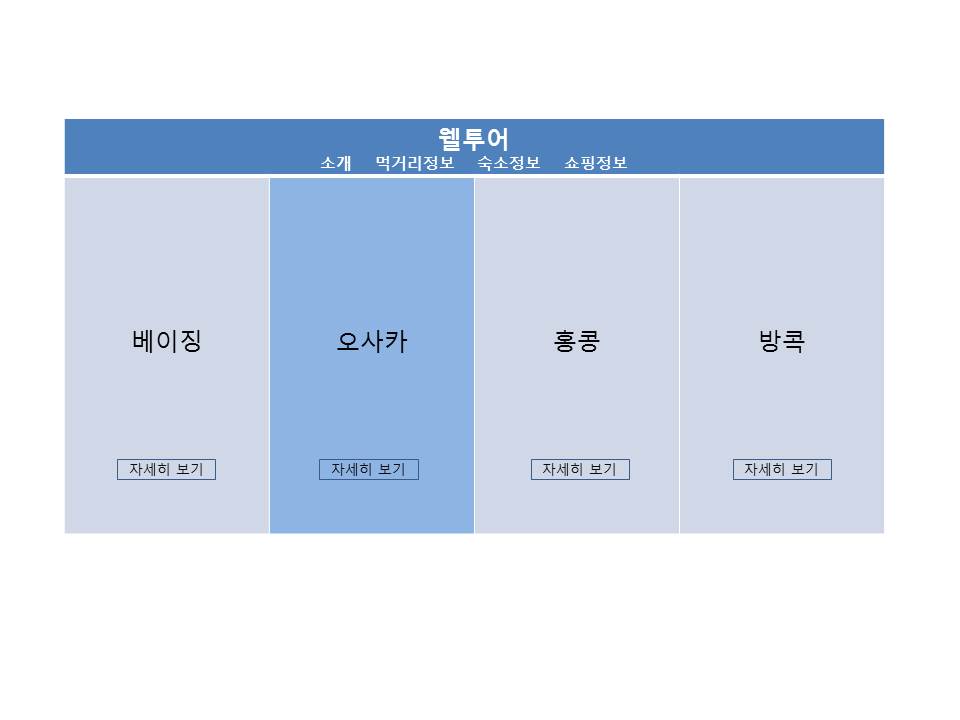 웰투어
소개 먹거리정보 숙소정보 쇼핑정보
베이징 오사카 홍콩 방콕
자세히 보기 자세히 보기 자세히 보기 자세히 보기